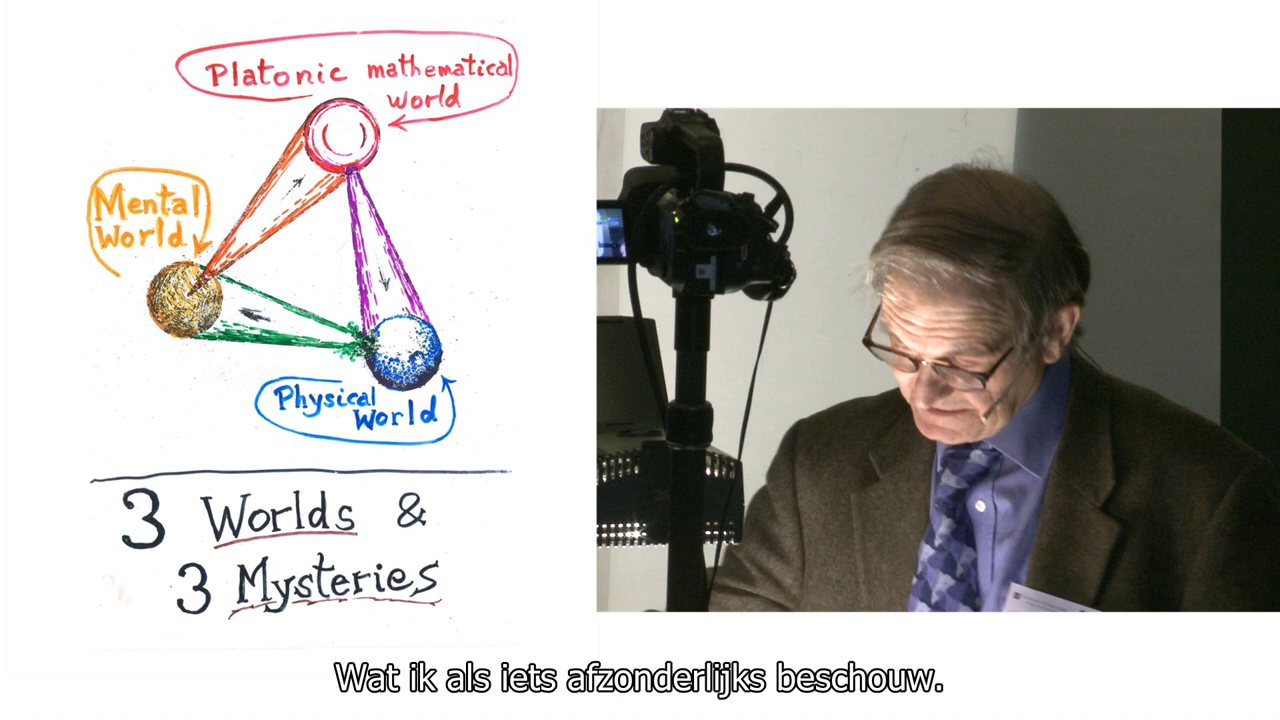 Platonic mathematical
world
Mental
World
Physical
World
3 Worlds &
3 Mysteries
Wat ik als iets afzonderlijks beschouw.